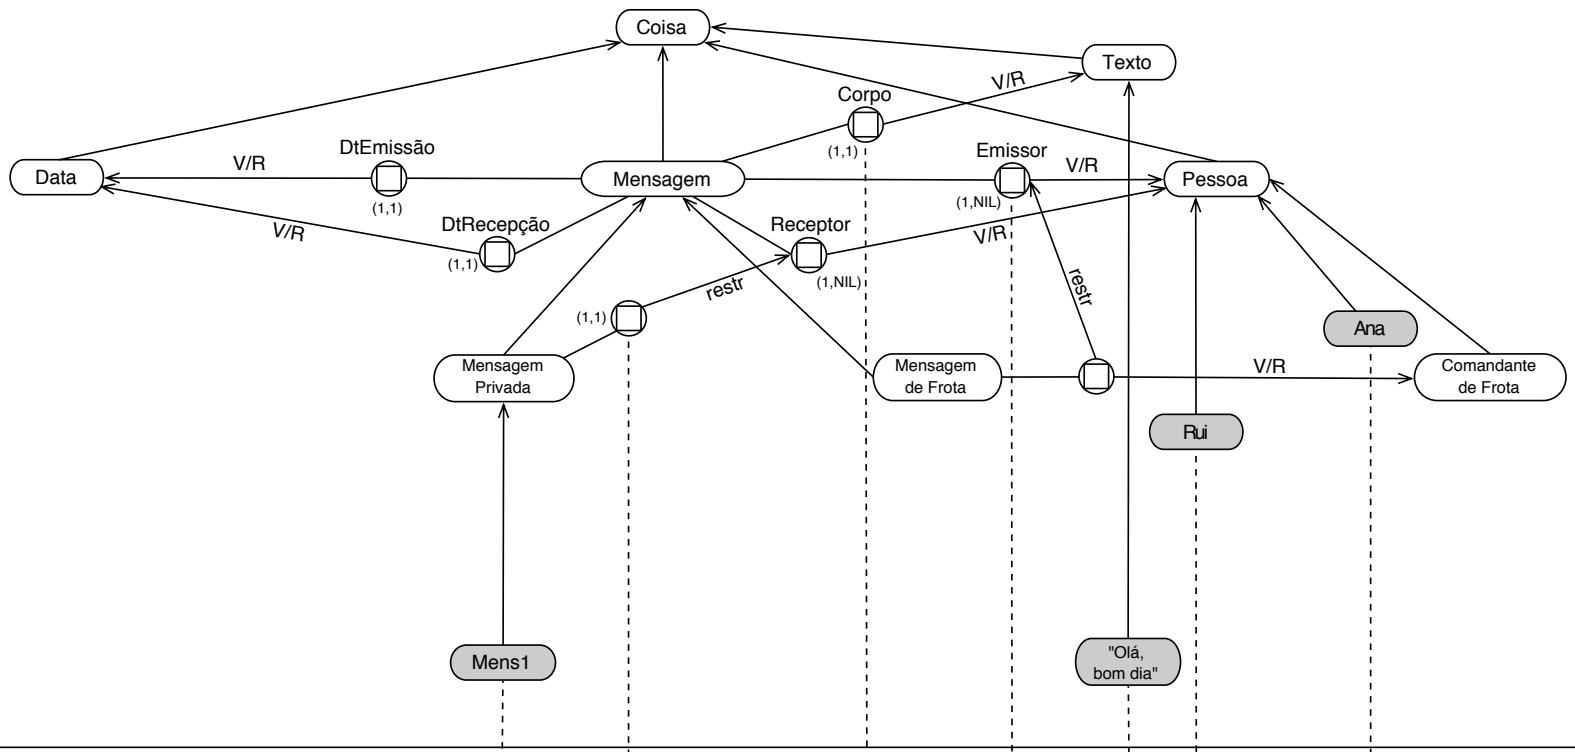 Coisa
Texto
V/R
Corpo
(1,1)
DtEmissão
Emissor
V/R
V/R
Data
Mensagem
Pessoa
(1,1)
(1,NIL)
DtRecepção
Receptor
V/R
V/R
(1,1)
(1,NIL)
restr
restr
(1,1)
Ana
Mensagem
Privada
Mensagem
de Frota
V/R
Comandante
de Frota
Rui
Mens1
"Olá,
bom dia"